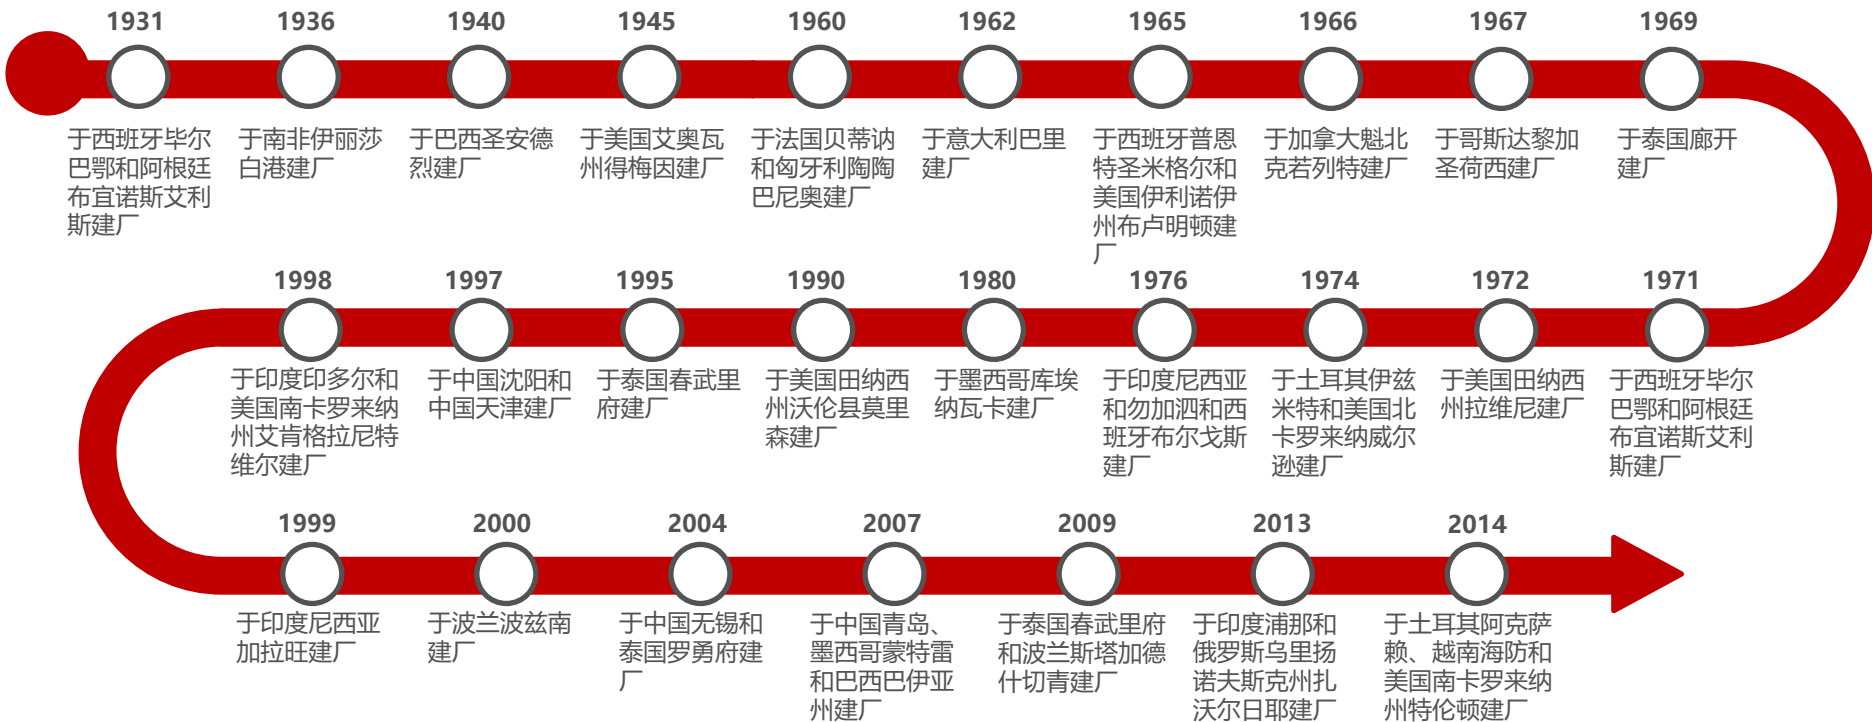 1931
于西班牙毕尔
巴鄂和阿根廷
布宜诺斯艾利
斯建厂
1936
于南非伊丽莎
白港建厂
1940
于巴西圣安德
烈建厂
1945
于美国艾奥瓦
州得梅因建厂
1960
于法国贝蒂讷
和匈牙利陶陶
巴尼奥建厂
1962
于意大利巴里
建厂
1965
于西班牙普恩
特圣米格尔和
美国伊利诺伊
州布卢明顿建
厂
1966
于加拿大魁北
克若列特建厂
1967
于哥斯达黎加
圣荷西建厂
1969
于泰国廊开
建厂
1971
于西班牙毕尔
巴鄂和阿根廷
布宜诺斯艾利
斯建厂
1972
于美国田纳西
州拉维尼建厂
1974
于土耳其伊兹
米特和美国北
卡罗来纳威尔
逊建厂
1976
于印度尼西亚
和勿加泗和西
班牙布尔戈斯
建厂
1980
于墨西哥库埃
纳瓦卡建厂
1990
于美国田纳西
州沃伦县莫里
森建厂
1995
于泰国春武里
府建厂
1997
于中国沈阳和
中国天津建厂
1998
于印度印多尔和
美国南卡罗来纳
州艾肯格拉尼特
维尔建厂
1999
于印度尼西亚
加拉旺建厂
2000
于波兰波兹南
建厂
2004
于中国无锡和
泰国罗勇府建
厂
2007
于中国青岛、
墨西哥蒙特雷
和巴西巴伊亚
州建厂
2009
于泰国春武里府
和波兰斯塔加德
什切青建厂
2013
于印度浦那和
俄罗斯乌里扬
诺夫斯克州扎
沃尔日耶建厂
2014
于土耳其阿克萨
赖、越南海防和
美国南卡罗来纳
州特伦顿建厂